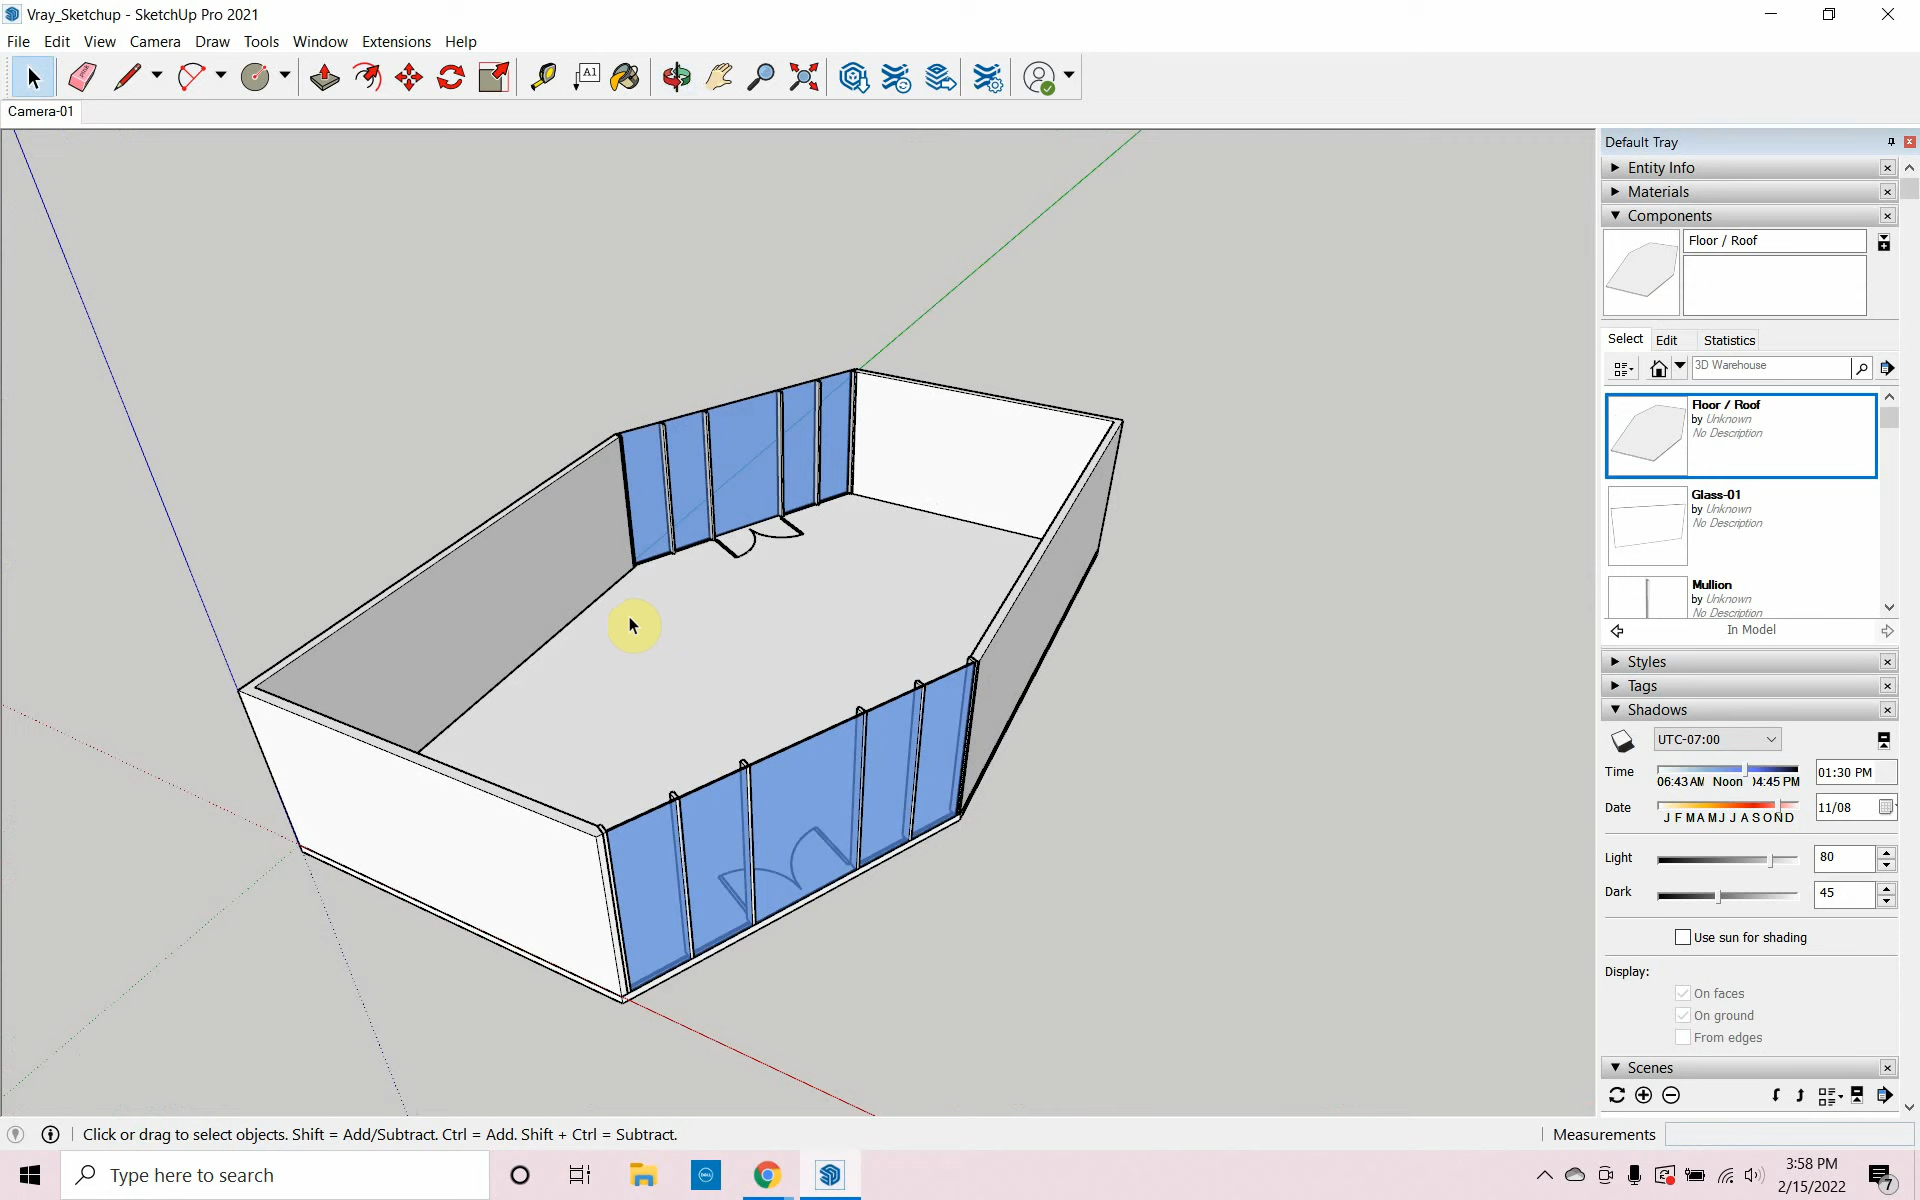 Vray_Sketchup - SketchUp Pro 2021
File Edit View Camera Draw Tools Window Extensions Help
A1
Camera-01
Default Tray
Entity Info
Materials
Components
Floor / Roof
Select Edit Statistics
3D Warehouse
Floor / Roof
by Unknown
No Description
Glass-01
by Unknown
No Description
Mullion
by Unknown
No Description
In Model
Styles
Tags
Shadows
UTC-07:00
Time 06:43 AM Noon 04:45 PM 01:30 PM
Date J F M A M J J A S O N D 11/08
Light 80
Dark 45
Use sun for shading
Display:
On faces
On ground
From edges
Scenes
Click or drag to select objects. Shift = Add/Subtract. Ctrl = Add. Shift + Ctrl = Subtract.
Measurements
Type here to search
DELL
3:58 PM
2/15/2022
7